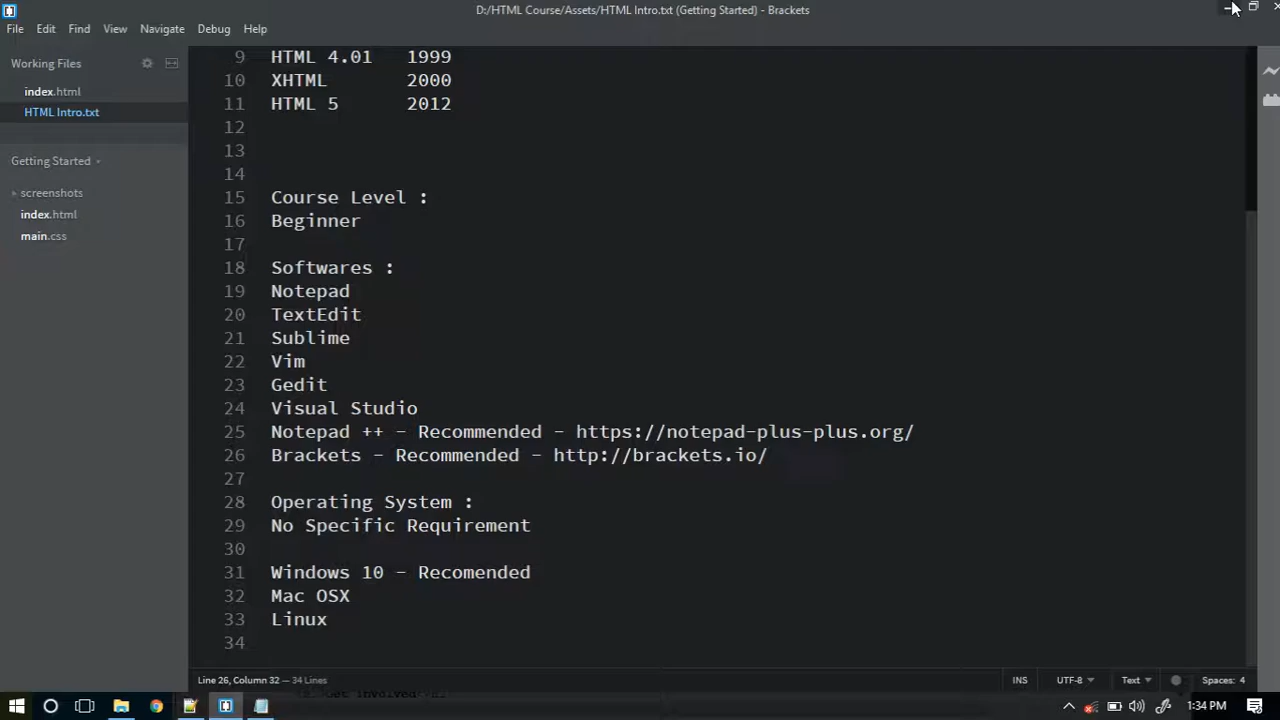 D:/HTML Course/Assets/HTML Intro.txt (Getting Started) - Brackets
File Edit Find View Navigate Debug Help
Working Files
index.html
HTML Intro.txt
Getting Started
screenshots
index.html
main.css
9 HTML 4.01 1999
10 XHTML 2000
11 HTML 5 2012
12
13
14
15 Course Level :
16 Beginner
17
18 Softwares :
19 Notepad
20 TextEdit
21 Sublime
22 Vim
23 Gedit
24 Visual Studio
25 Notepad ++ - Recommended - https://notepad-plus-plus.org/
26 Brackets - Recommended - http://brackets.io/
27
28 Operating System :
29 No Specific Requirement
30
31 Windows 10 - Recomended
32 Mac OSX
33 Linux
34
Line 26, Column 32 — 34 Lines
INS UTF-8 Text Spaces: 4
1:34 PM